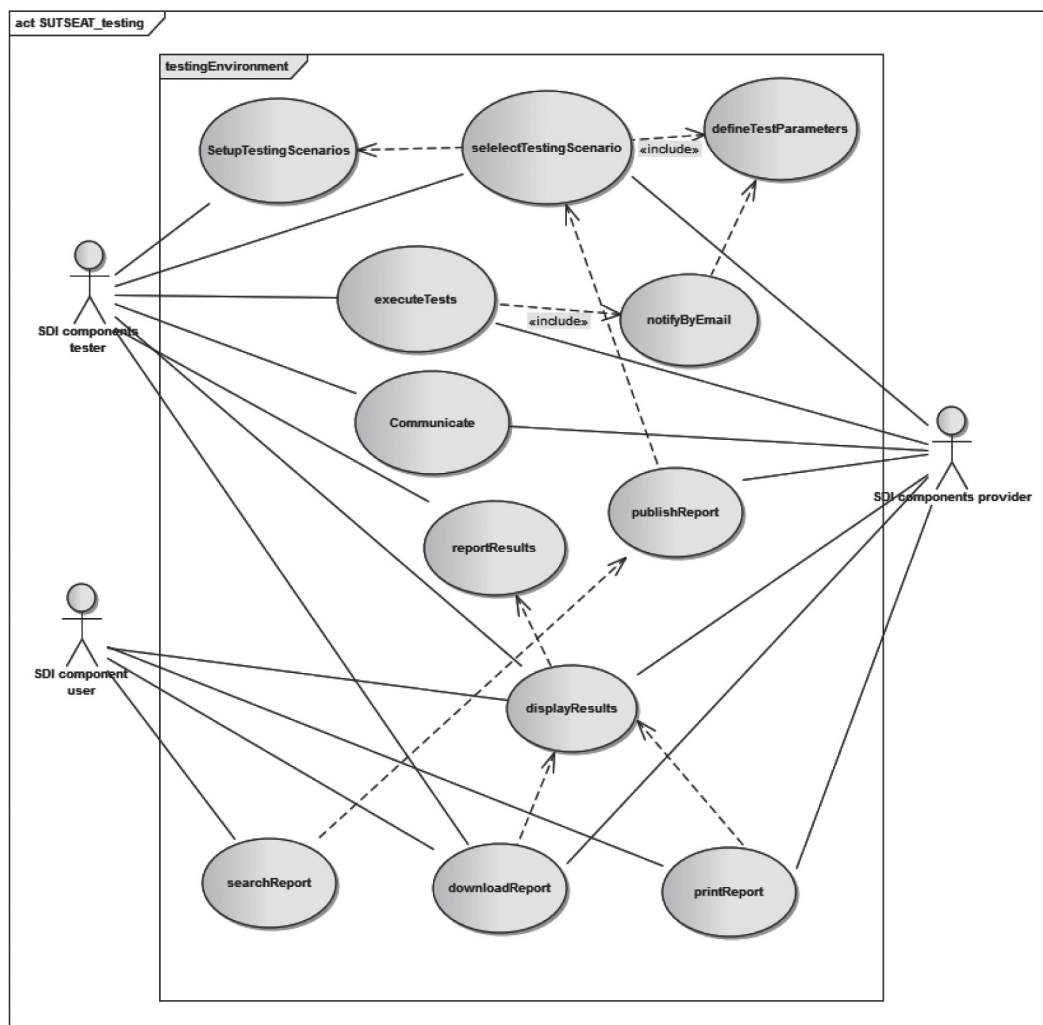 act SUTSEAT_testing
testingEnvironment
SetupTestingScenarios
selelectTestingScenario
defineTestParameters
«include»
executeTests
«include»
notifyByEmail
SDI components
tester
Communicate
SDI components provider
publishReport
reportResults
SDI component
user
displayResults
searchReport
downloadReport
printReport